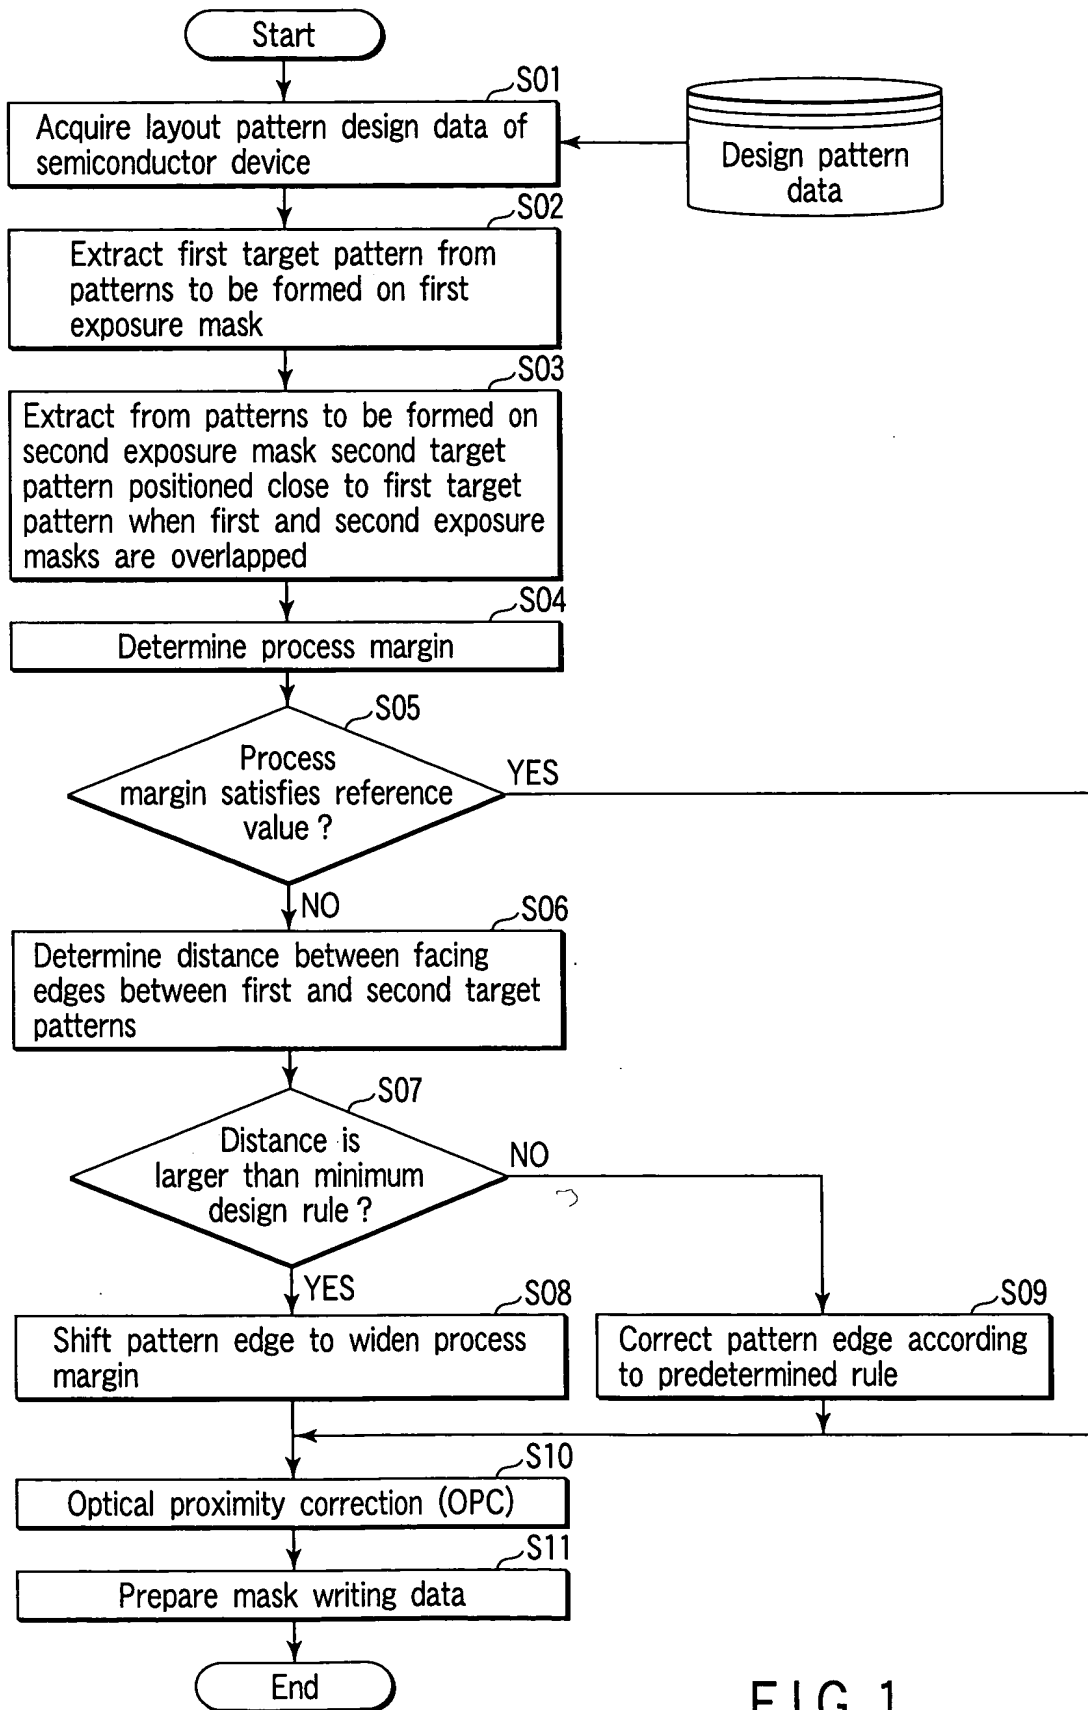 Start
S01
Acquire layout pattern design data of
semiconductor device
Design pattern
data
S02
Extract first target pattern from
patterns to be formed on first
exposure mask
S03
Extract from patterns to be formed on
second exposure mask second target
pattern positioned close to first target
pattern when first and second exposure
masks are overlapped
S04
Determine process margin
S05
Process
margin satisfies reference
value ?
YES
NO
S06
Determine distance between facing
edges between first and second target
patterns
S07
Distance is
larger than minimum
design rule ?
NO
YES
S08
Shift pattern edge to widen process
margin
S09
Correct pattern edge according
to predetermined rule
S10
Optical proximity correction (OPC)
S11
Prepare mask writing data
End
FIG. 1